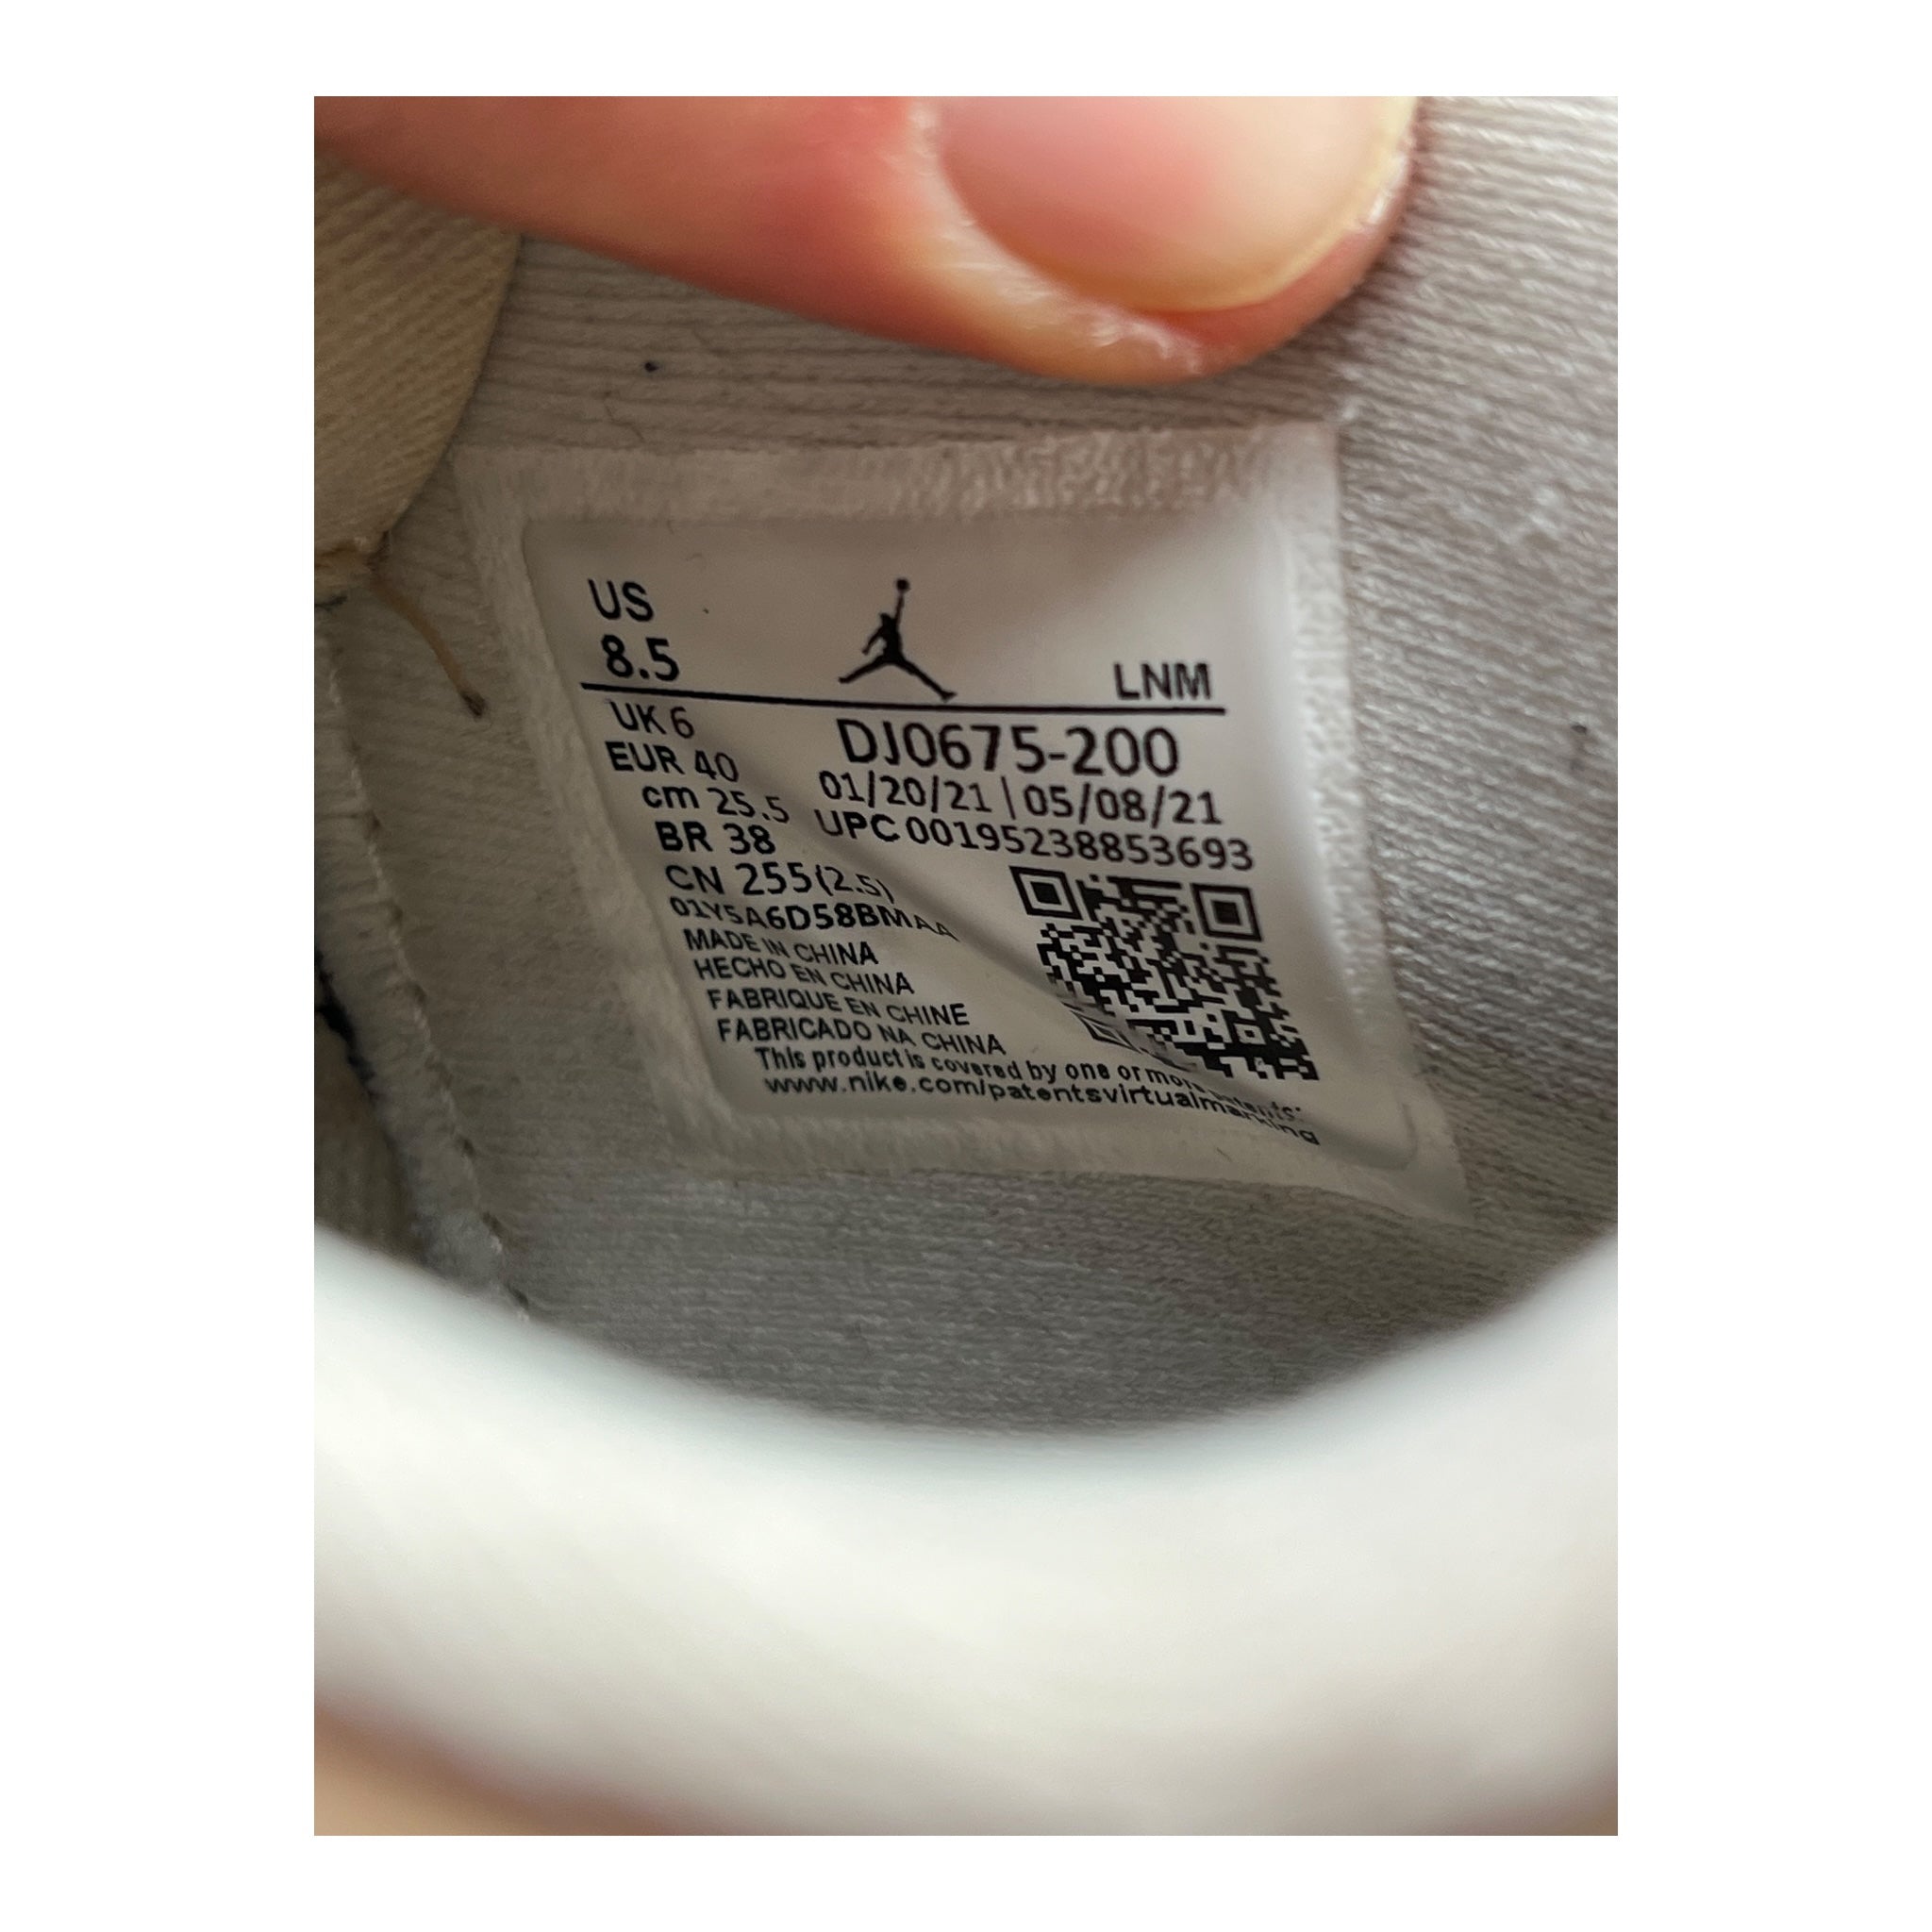 US
8.5
LNM
UK 6
EUR 40
cm 25.5
BR 38
CN 255(2.5)
01Y5A6D58BMAA
DJ0675-200
01/20/21 | 05/08/21
UPC 00195238853693
MADE IN CHINA
HECHO EN CHINA
FABRIQUE EN CHINE
FABRICADO NA CHINA
This product is covered by one or more patents:
www.nike.com/patentsvirtualmarking